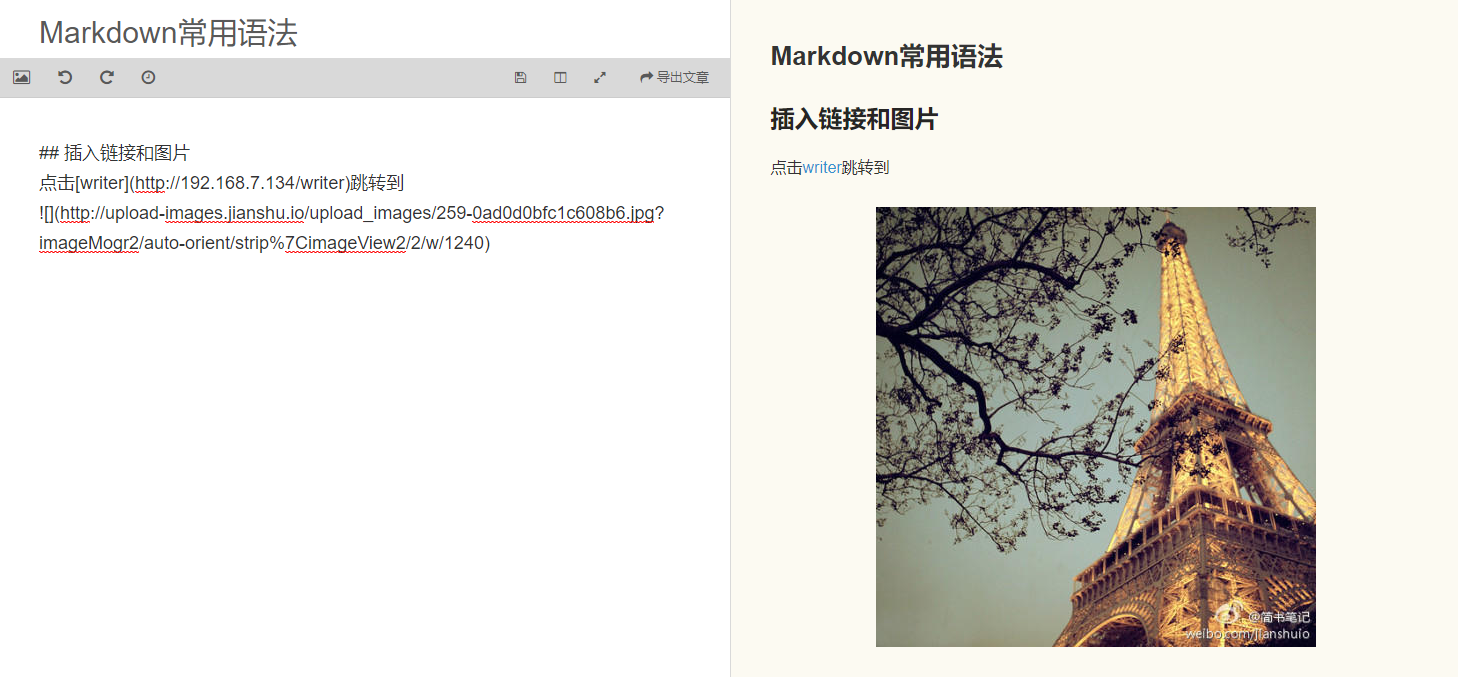 Markdown常用语法
导出文章
## 插入链接和图片
点击[writer](http://192.168.7.134/writer)跳转到
![](http://upload-images.jianshu.io/upload_images/259-0ad0d0bfc1c608b6.jpg?
imageMogr2/auto-orient/strip%7CimageView2/2/w/1240)
Markdown常用语法
插入链接和图片
点击writer跳转到
@简书笔记
weibo.com/jianshuio